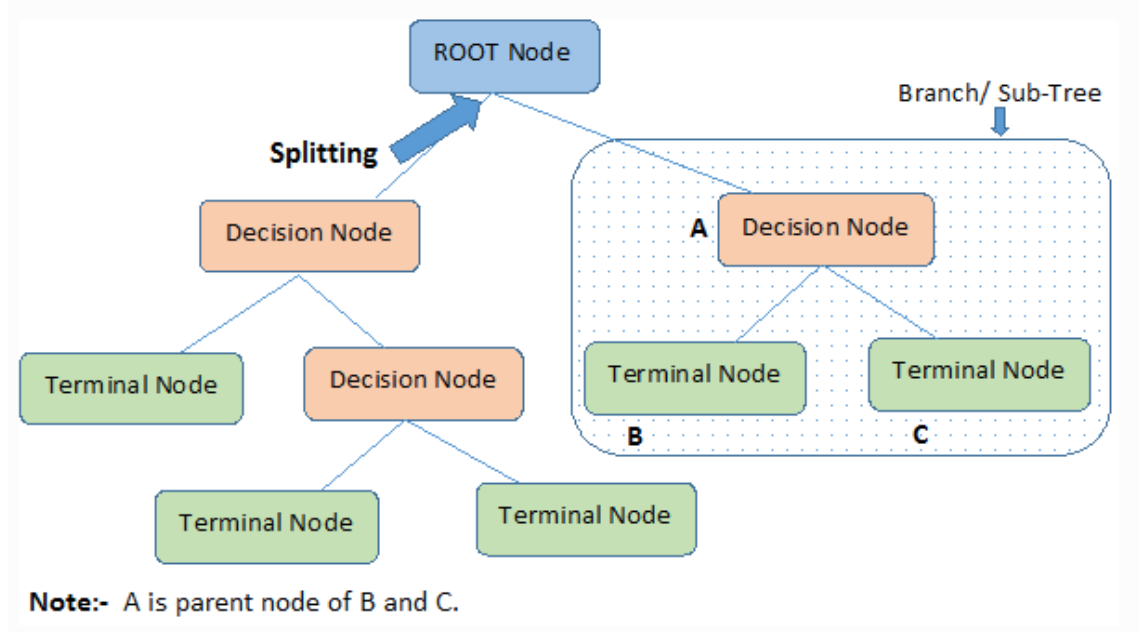 ROOT Node
Branch/ Sub-Tree
Splitting
Decision Node
A
Decision Node
Terminal Node
Decision Node
Terminal Node
Terminal Node
B
C
Terminal Node
Terminal Node
Note:- A is parent node of B and C.